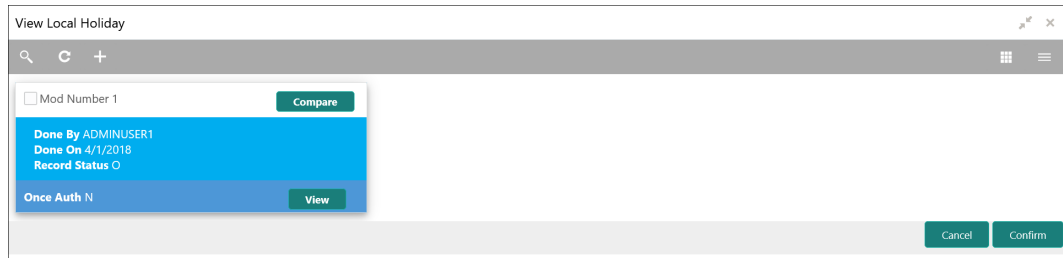 View Local Holiday
Mod Number 1
Compare
Done By ADMINUSER1
Done On 4/1/2018
Record Status O
Once Auth N
View
Cancel
Confirm